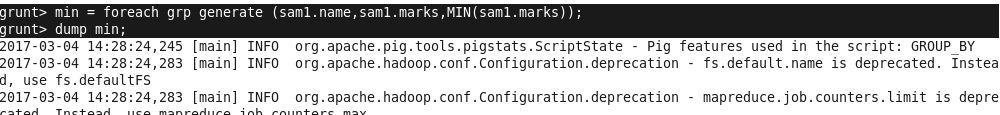 grunt> min = foreach grp generate (sam1.name,sam1.marks,MIN(sam1.marks));
grunt> dump min;
2017-03-04 14:28:24,245 [main] INFO  org.apache.pig.tools.pigstats.ScriptState - Pig features used in the script: GROUP_BY
2017-03-04 14:28:24,283 [main] INFO  org.apache.hadoop.conf.Configuration.deprecation - fs.default.name is deprecated. Instea
d, use fs.defaultFS
2017-03-04 14:28:24,283 [main] INFO  org.apache.hadoop.conf.Configuration.deprecation - mapreduce.job.counters.limit is depre
cated. Instead, use mapreduce.job.counters.max